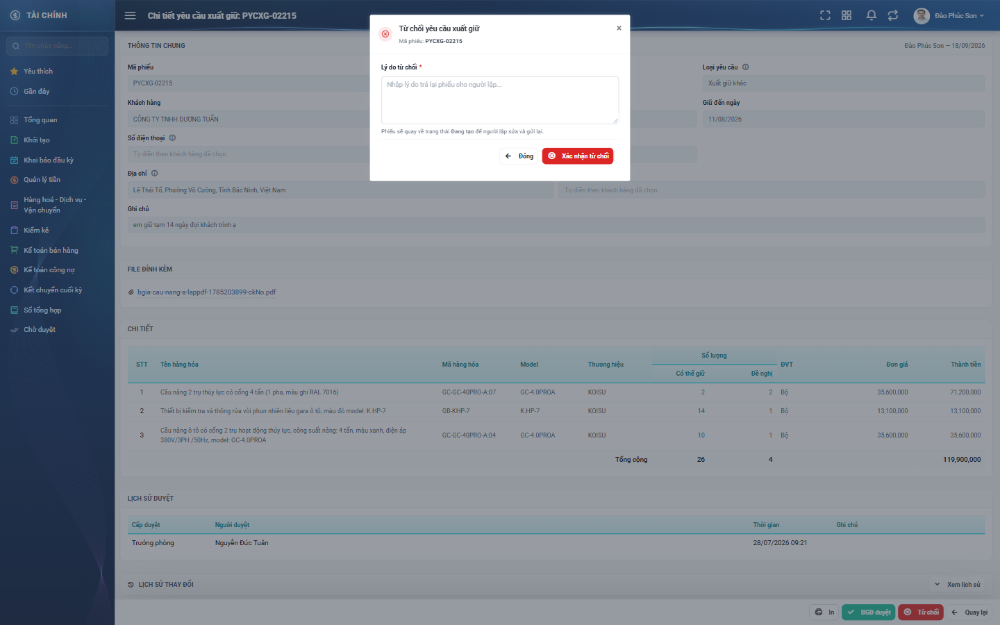 TÀI CHÍNH
Tìm chức năng...
Yêu thích
Gần đây
Tổng quan
Khởi tạo
Khai báo đầu kỳ
Quản lý tiền
Hàng hoá - Dịch vụ -
Vận chuyển
Kiểm kê
Kế toán bán hàng
Kế toán công nợ
Kết chuyển cuối kỳ
Sổ tổng hợp
Chờ duyệt
Chi tiết yêu cầu xuất giữ: PYCXG-02215
Đào Phúc Sơn
Từ chối yêu cầu xuất giữ
Mã phiếu: PYCXG-02215
Lý do từ chối *
Nhập lý do trả lại phiếu cho người lập...
Phiếu sẽ quay về trạng thái Đang tạo để người lập sửa và gửi lại.
Đóng
Xác nhận từ chối
THÔNG TIN CHUNG
Đào Phúc Sơn — 18/09/2026
Mã phiếu
PYCXG-02215
Loại yêu cầu
Xuất giữ khác
Khách hàng
CÔNG TY TNHH DƯƠNG TUẤN
Giữ đến ngày
11/08/2026
Số điện thoại
Tự điền theo khách hàng đã chọn
Địa chỉ
Lê Thái Tổ, Phường Võ Cường, Tỉnh Bắc Ninh, Việt Nam
Tự điền theo khách hàng đã chọn
Ghi chú
em giữ tạm 14 ngày đợi khách trình ạ
FILE ĐÍNH KÈM
bgia-cau-nang-a-lappdf-1785203899-ckNo.pdf
CHI TIẾT
STT Tên hàng hóa Mã hàng hóa Model Thương hiệu Số lượng ĐVT Đơn giá Thành tiền
Có thể giữ Đề nghị
1 Cầu nâng 2 trụ thủy lực có cổng 4 tấn (1 pha, màu ghi RAL 7016) GC-GC-40PRO-A:07 GC-4.0PROA KOISU 2 2 Bộ 35,600,000 71,200,000
2 Thiết bị kiểm tra và thông rửa vòi phun nhiên liệu gara ô tô, màu đỏ model: K.HP-7 GB-KHP-7 K.HP-7 KOISU 14 1 Bộ 13,100,000 13,100,000
3 Cầu nâng ô tô có cổng 2 trụ hoạt động thủy lực, công suất nâng: 4 tấn, màu xanh, điện áp
380V/3PH /50Hz, model: GC-4.0PROA GC-GC-40PRO-A:04 GC-4.0PROA KOISU 10 1 Bộ 35,600,000 35,600,000
Tổng cộng 26 4 119,900,000
LỊCH SỬ DUYỆT
Cấp duyệt Người duyệt Thời gian Ghi chú
Trưởng phòng Nguyễn Đức Tuân 28/07/2026 09:21
LỊCH SỬ THAY ĐỔI
Xem lịch sử
In
BGĐ duyệt
Từ chối
Quay lại